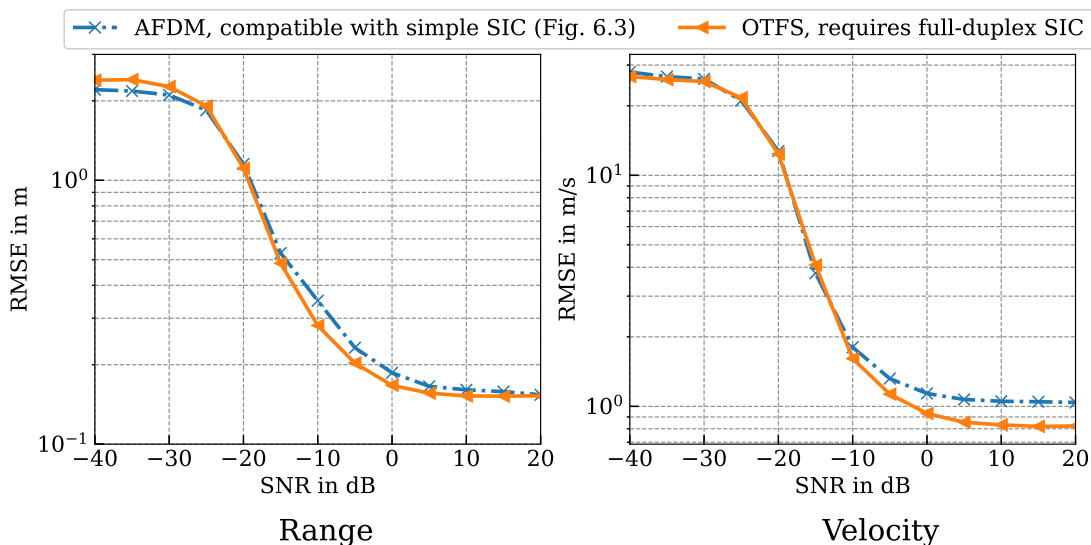 AFDM, compatible with simple SIC (Fig. 6.3) OTFS, requires full-duplex SIC
RMSE in m
10⁰
10⁻¹
−40 −30 −20 −10 0 10 20
SNR in dB
Range
RMSE in m/s
10¹
10⁰
−40 −30 −20 −10 0 10 20
SNR in dB
Velocity